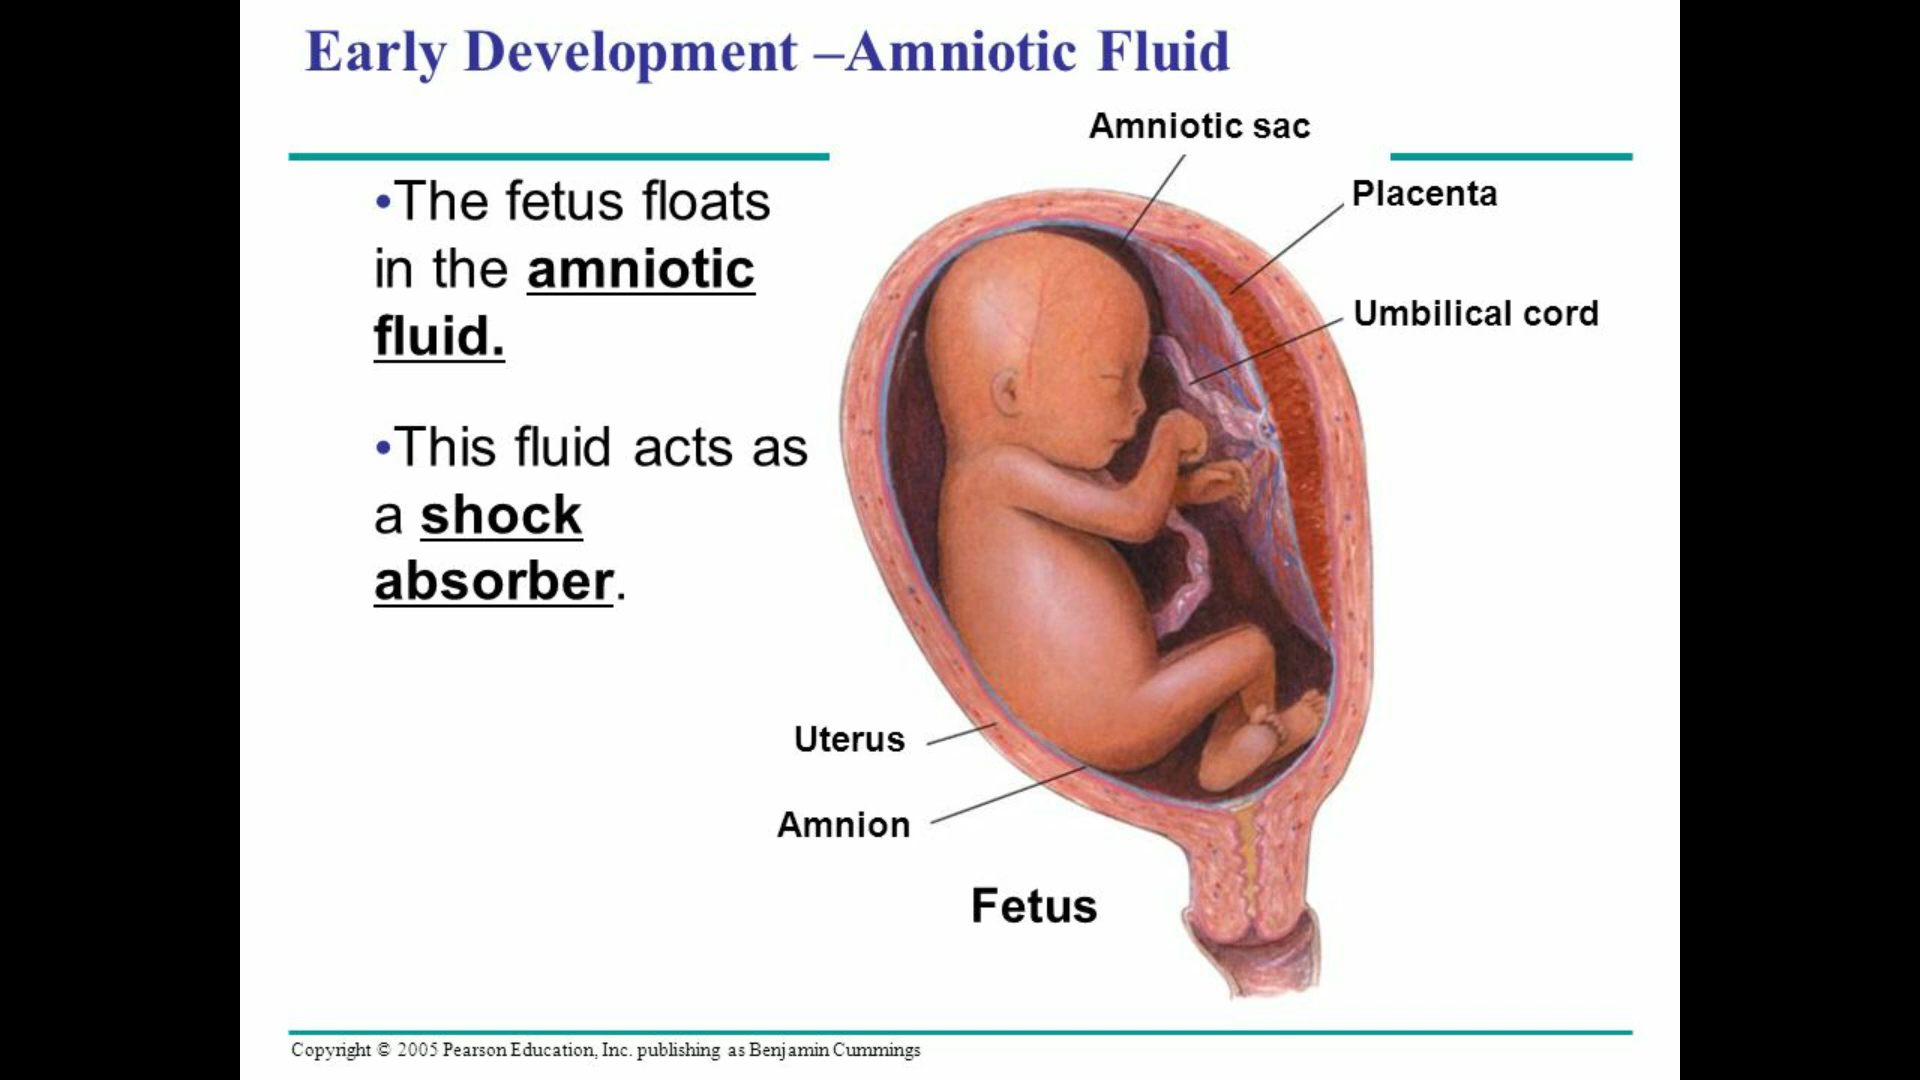 Early Development –Amniotic Fluid
Amniotic sac
Placenta
Umbilical cord
•The fetus floats
in the amniotic
fluid.
•This fluid acts as
a shock
absorber.
Uterus
Amnion
Fetus
Copyright © 2005 Pearson Education, Inc. publishing as Benjamin Cummings